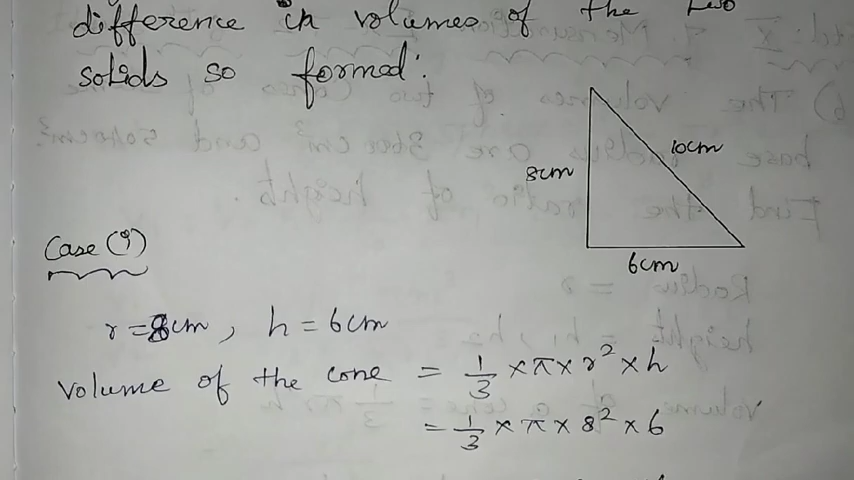 difference in volumes of the two
solids so formed.
8cm
10cm
6cm
Case (i)
r = 8cm, h = 6cm
Volume of the cone = 1/3 × π × r² × h
= 1/3 × π × 8² × 6